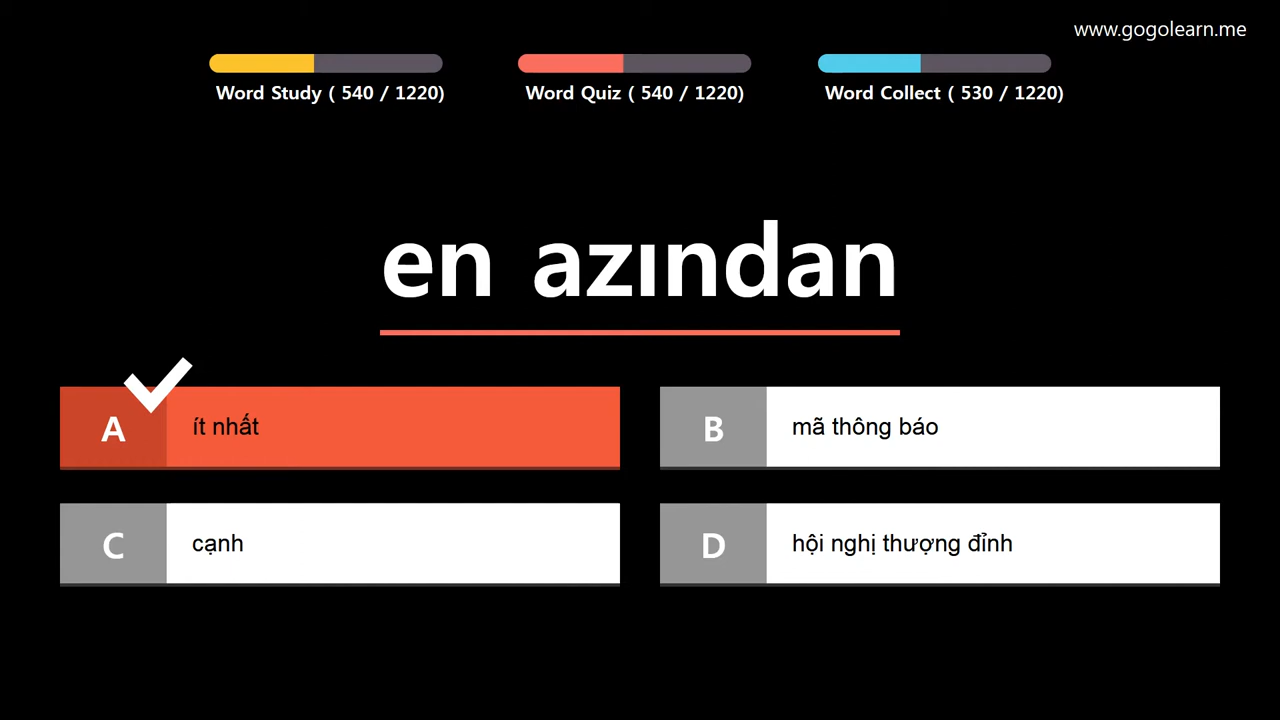 www.gogolearn.me
Word Study ( 540 / 1220)
Word Quiz ( 540 / 1220)
Word Collect ( 530 / 1220)
en azından
A ít nhất
B mã thông báo
C cạnh
D hội nghị thượng đỉnh